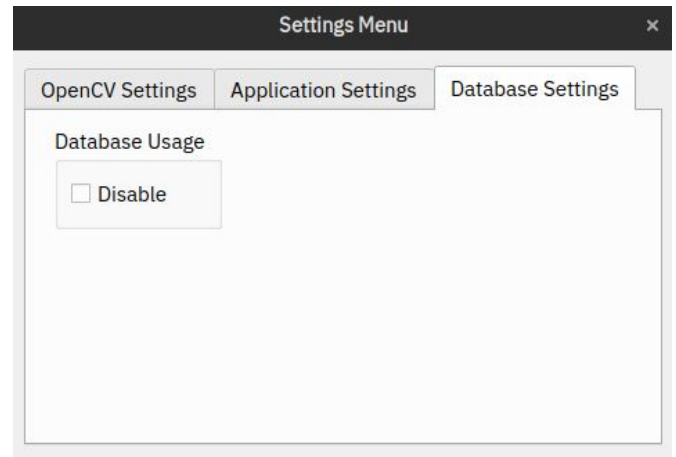 Settings Menu ×
OpenCV Settings Application Settings Database Settings
Database Usage
Disable